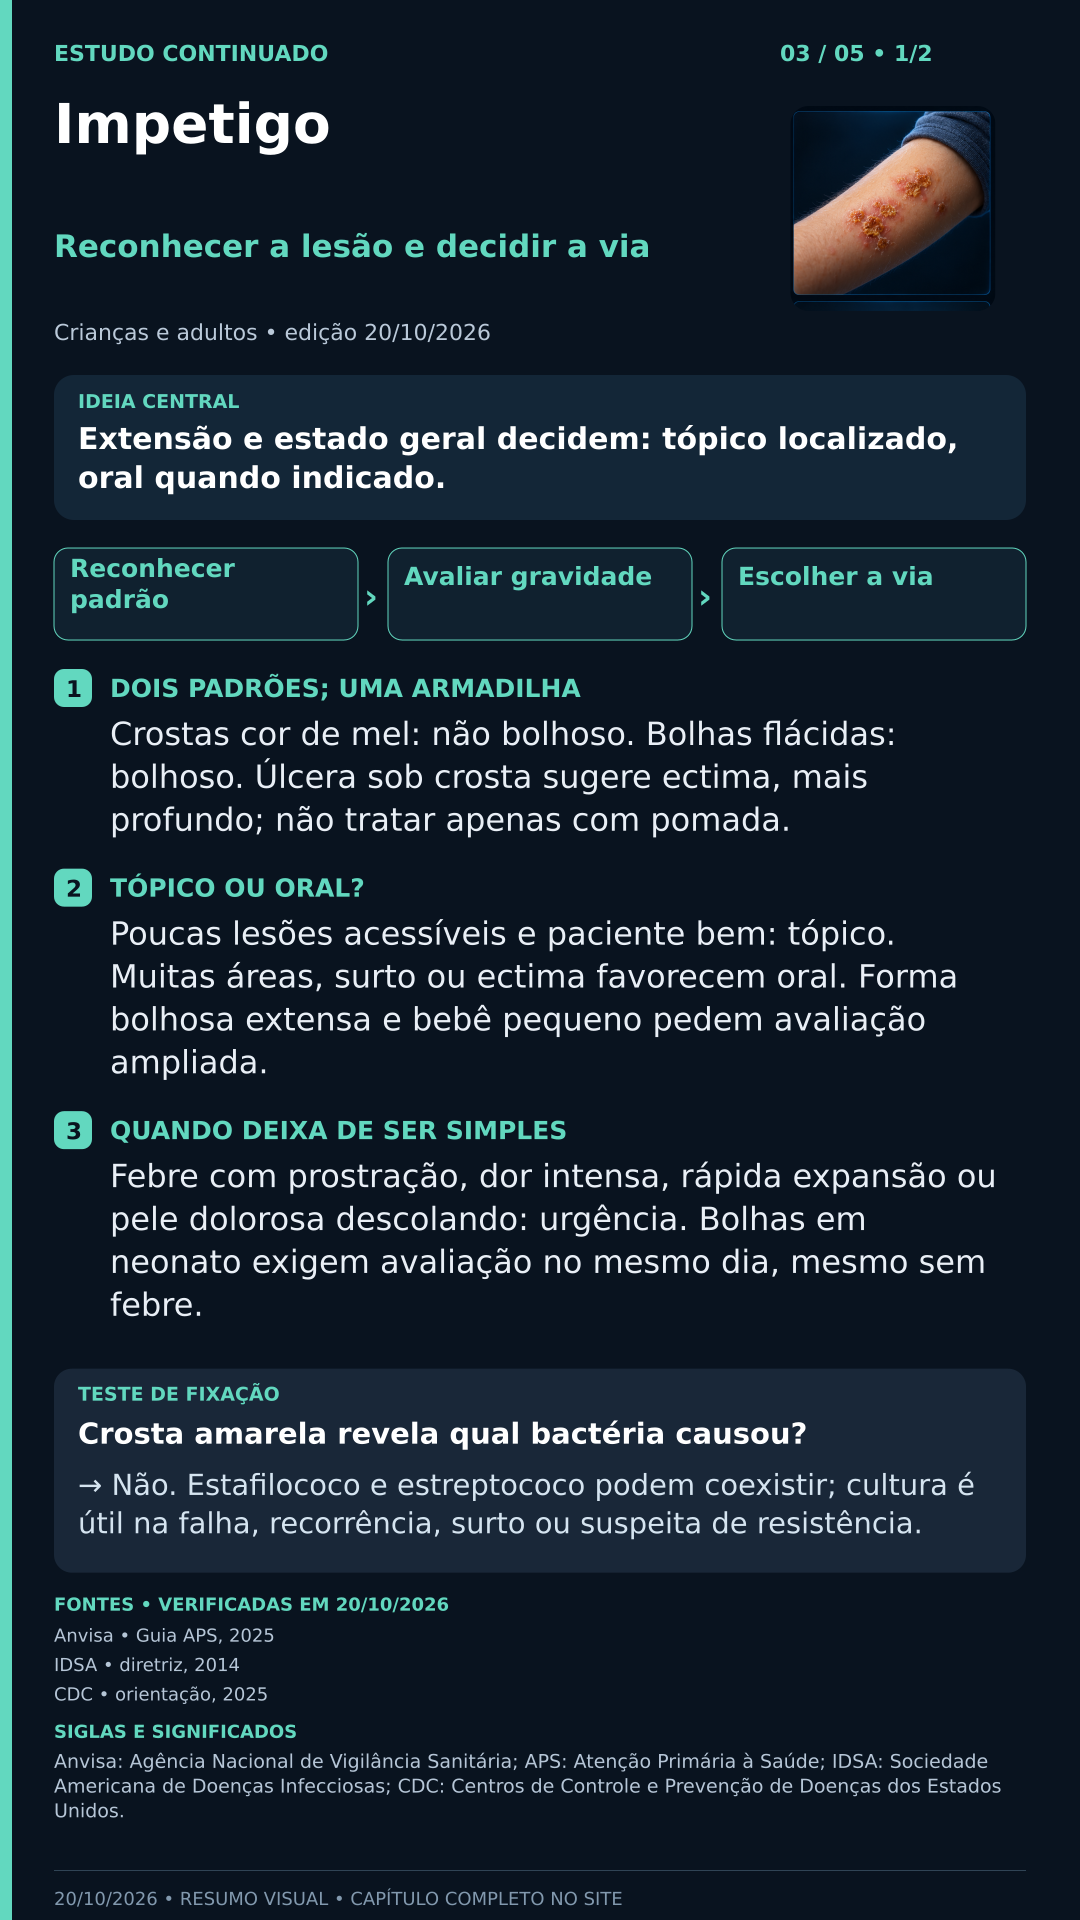 ESTUDO CONTINUADO
03 / 05 • 1/2
Impetigo
Reconhecer a lesão e decidir a via
Crianças e adultos • edição 20/10/2026
IDEIA CENTRAL
Extensão e estado geral decidem: tópico localizado,
oral quando indicado.
Reconhecer
padrão
›
Avaliar gravidade
›
Escolher a via
1
DOIS PADRÕES; UMA ARMADILHA
Crostas cor de mel: não bolhoso. Bolhas flácidas:
bolhoso. Úlcera sob crosta sugere ectima, mais
profundo; não tratar apenas com pomada.
2
TÓPICO OU ORAL?
Poucas lesões acessíveis e paciente bem: tópico.
Muitas áreas, surto ou ectima favorecem oral. Forma
bolhosa extensa e bebê pequeno pedem avaliação
ampliada.
3
QUANDO DEIXA DE SER SIMPLES
Febre com prostração, dor intensa, rápida expansão ou
pele dolorosa descolando: urgência. Bolhas em
neonato exigem avaliação no mesmo dia, mesmo sem
febre.
TESTE DE FIXAÇÃO
Crosta amarela revela qual bactéria causou?
→ Não. Estafilococo e estreptococo podem coexistir; cultura é
útil na falha, recorrência, surto ou suspeita de resistência.
FONTES • VERIFICADAS EM 20/10/2026
Anvisa • Guia APS, 2025
IDSA • diretriz, 2014
CDC • orientação, 2025
SIGLAS E SIGNIFICADOS
Anvisa: Agência Nacional de Vigilância Sanitária; APS: Atenção Primária à Saúde; IDSA: Sociedade
Americana de Doenças Infecciosas; CDC: Centros de Controle e Prevenção de Doenças dos Estados
Unidos.
20/10/2026 • RESUMO VISUAL • CAPÍTULO COMPLETO NO SITE